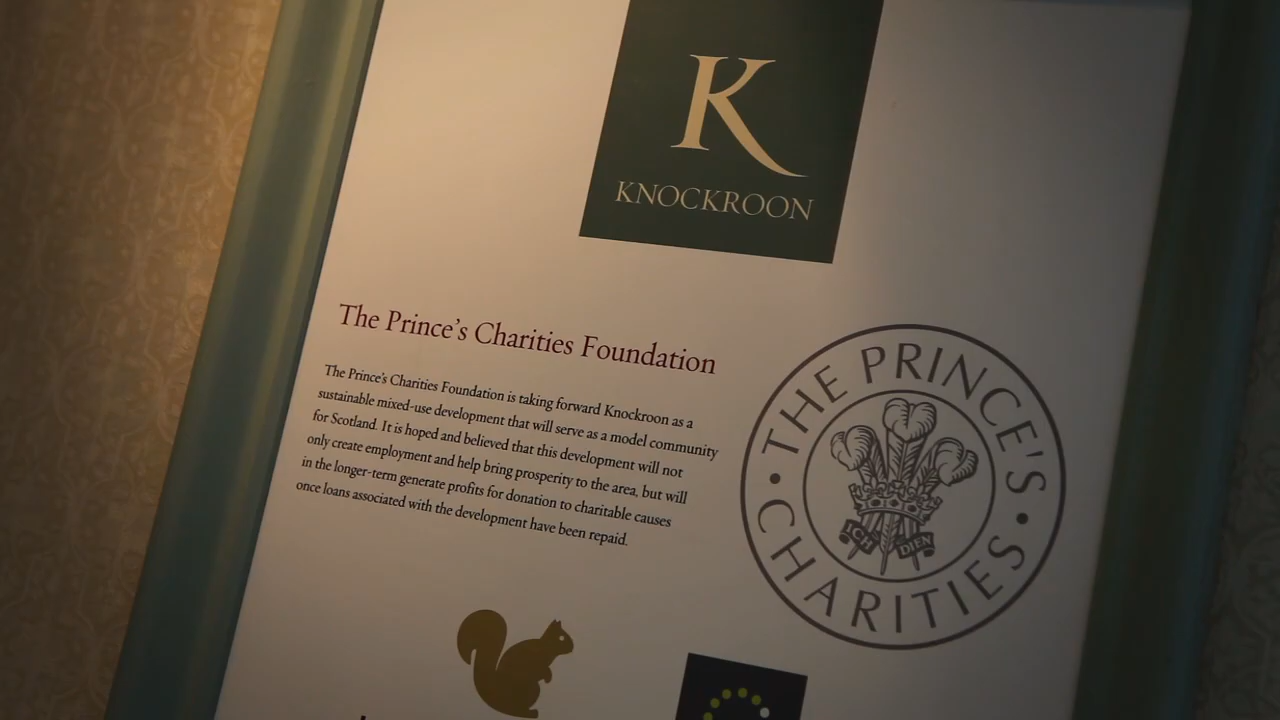 K
KNOCKROON
The Prince's Charities Foundation
The Prince's Charities Foundation is taking forward Knockroon as a
sustainable mixed-use development that will serve as a model community
for Scotland. It is hoped and believed that this development will not
only create employment and help bring prosperity to the area, but will
in the longer-term generate profits for donation to charitable causes
once loans associated with the development have been repaid.
• THE PRINCE'S •
CHARITIES
ICH DIEN